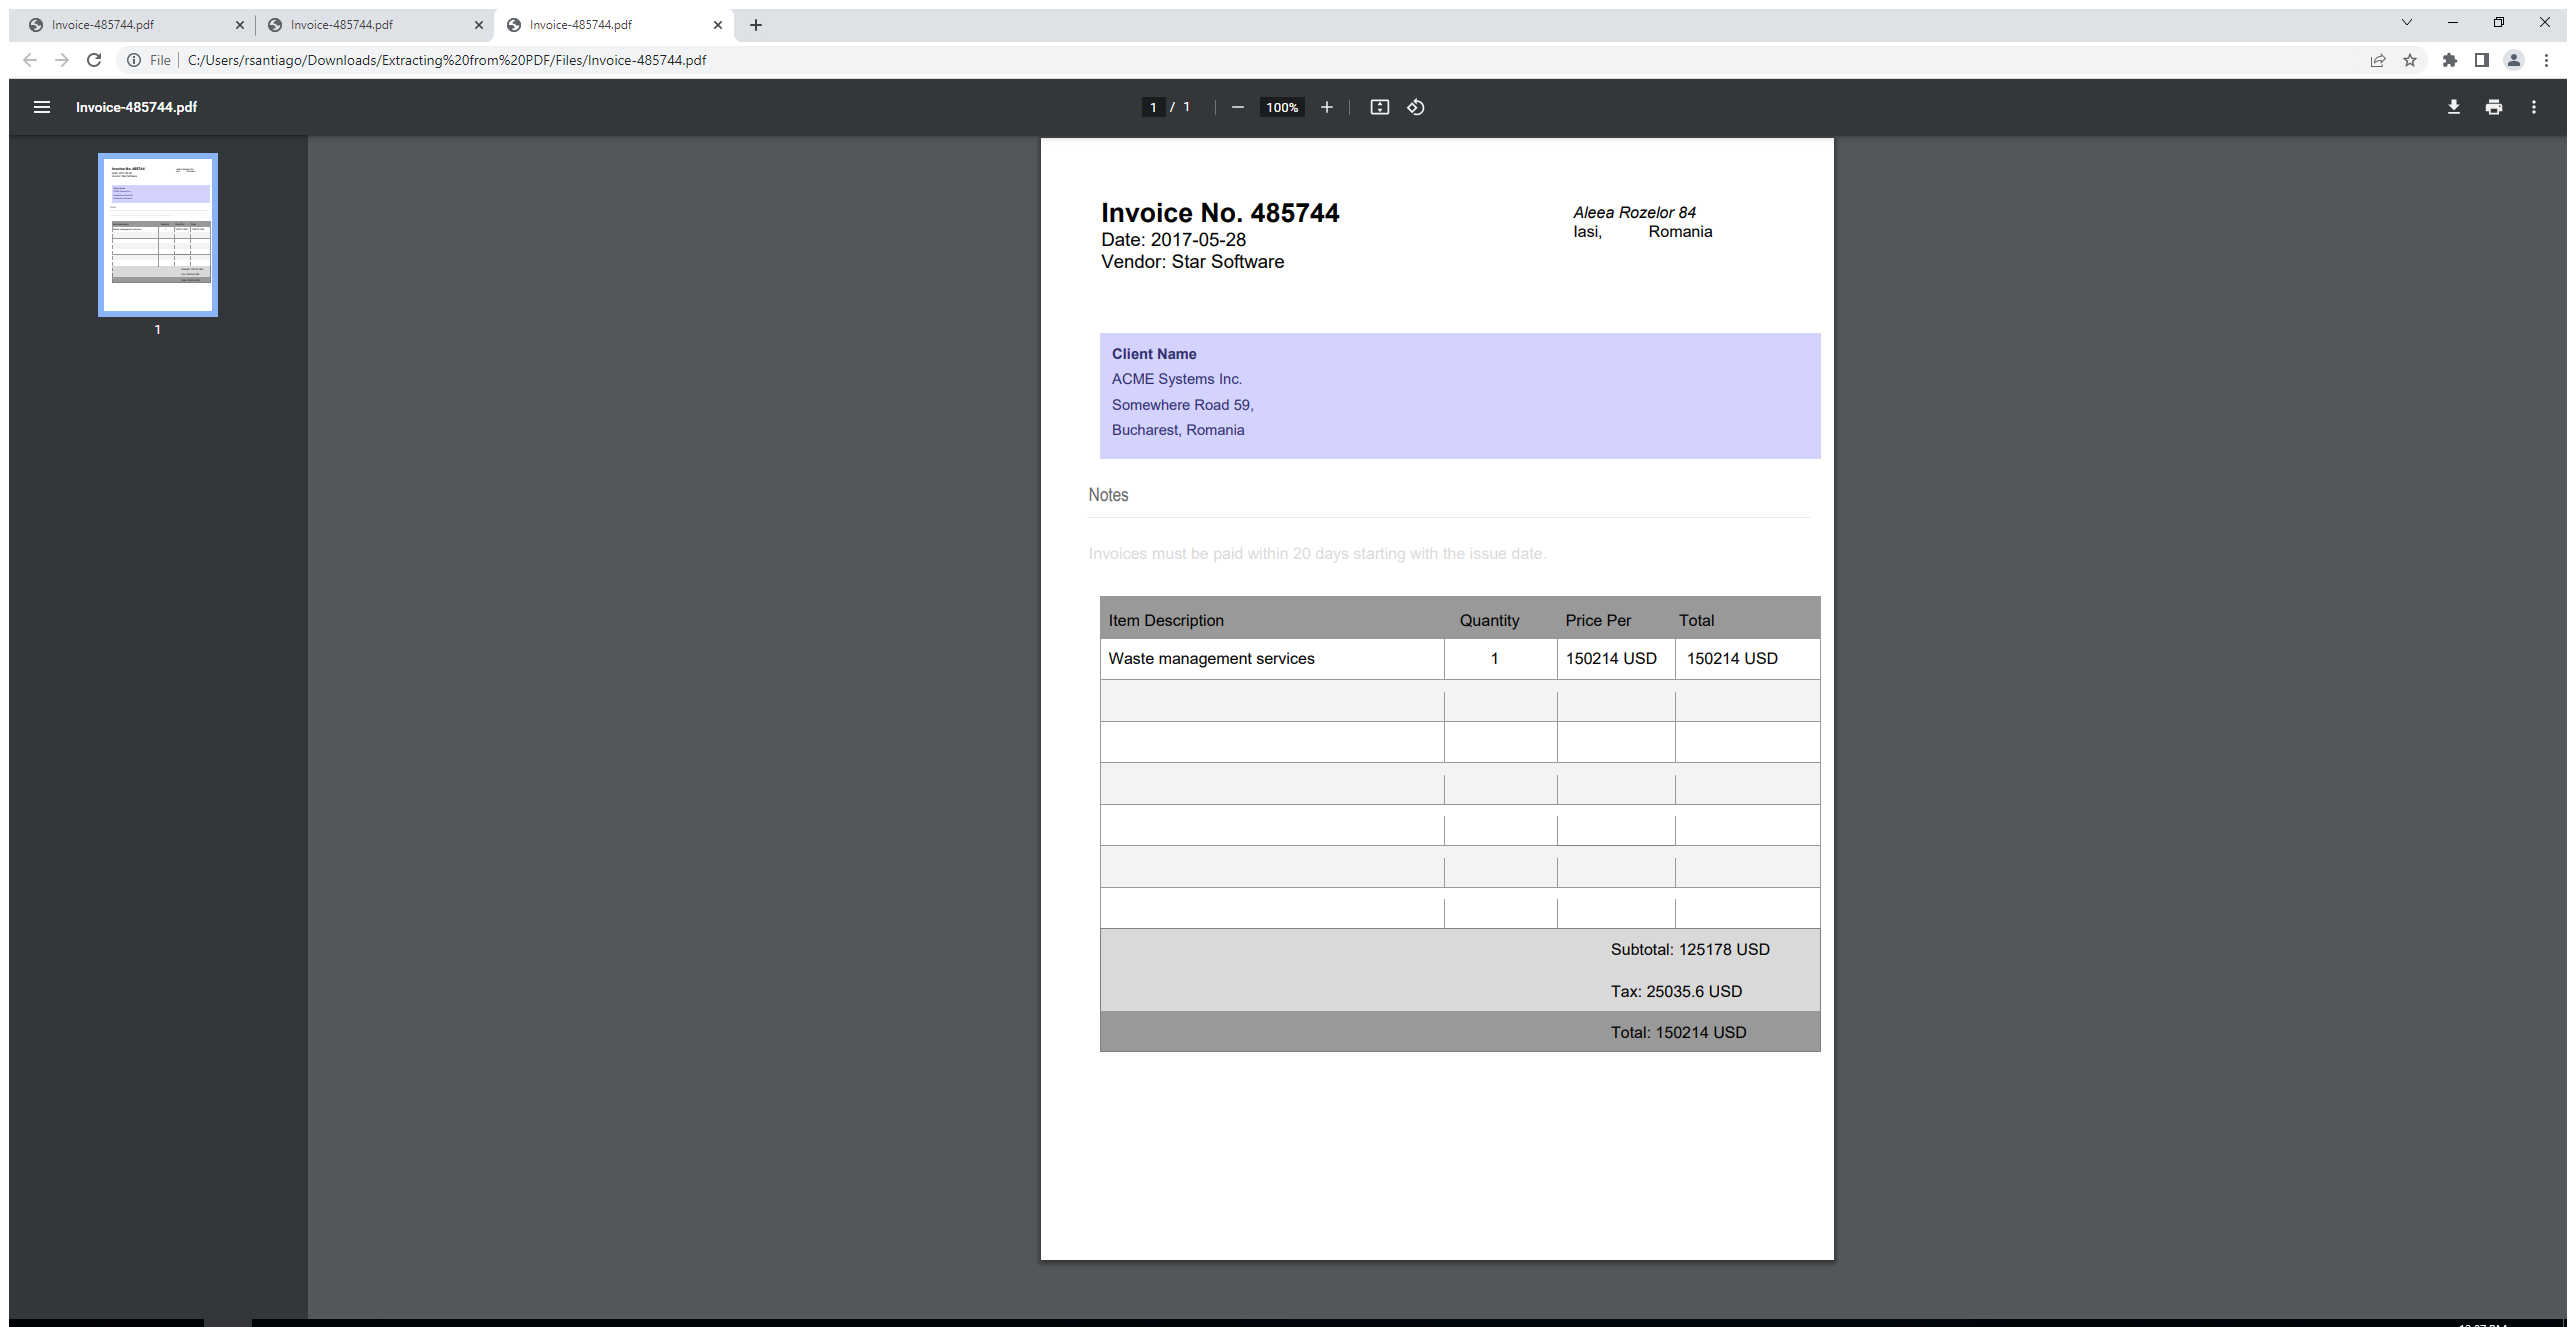 Invoice-485744.pdf
Invoice-485744.pdf
Invoice-485744.pdf
File
C:/Users/rsantiago/Downloads/Extracting%20from%20PDF/Files/Invoice-485744.pdf
Invoice-485744.pdf
1 / 1
100%
1
Invoice No. 485744
Date: 2017-05-28
Vendor: Star Software
Aleea Rozelor 84
Iasi, Romania
Client Name
ACME Systems Inc.
Somewhere Road 59,
Bucharest, Romania
Notes
Invoices must be paid within 20 days starting with the issue date.
Item Description Quantity Price Per Total
Waste management services 1 150214 USD 150214 USD
Subtotal: 125178 USD
Tax: 25035.6 USD
Total: 150214 USD